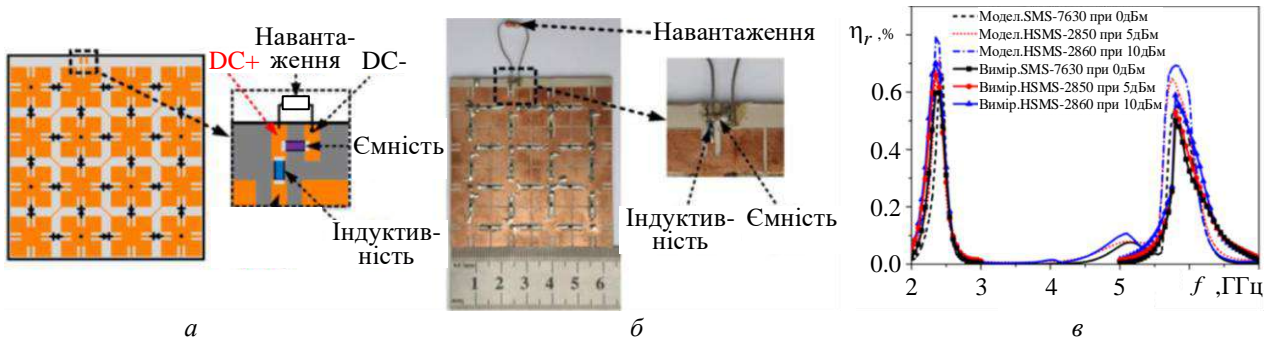 Наванта-
ження
DC+
DC-
Ємність
Індуктив-
ність
а
Навантаження
Індуктив-
ність
Ємність
1 2 3 4 5 6
б
η_r ,%
Модел.SMS-7630 при 0дБм
Модел.HSMS-2850 при 5дБм
Модел.HSMS-2860 при 10дБм
Вимір.SMS-7630 при 0дБм
Вимір.HSMS-2850 при 5дБм
Вимір.HSMS-2860 при 10дБм
0.6
0.4
0.2
0.0
2 3 4 5 f ,ГГц
в